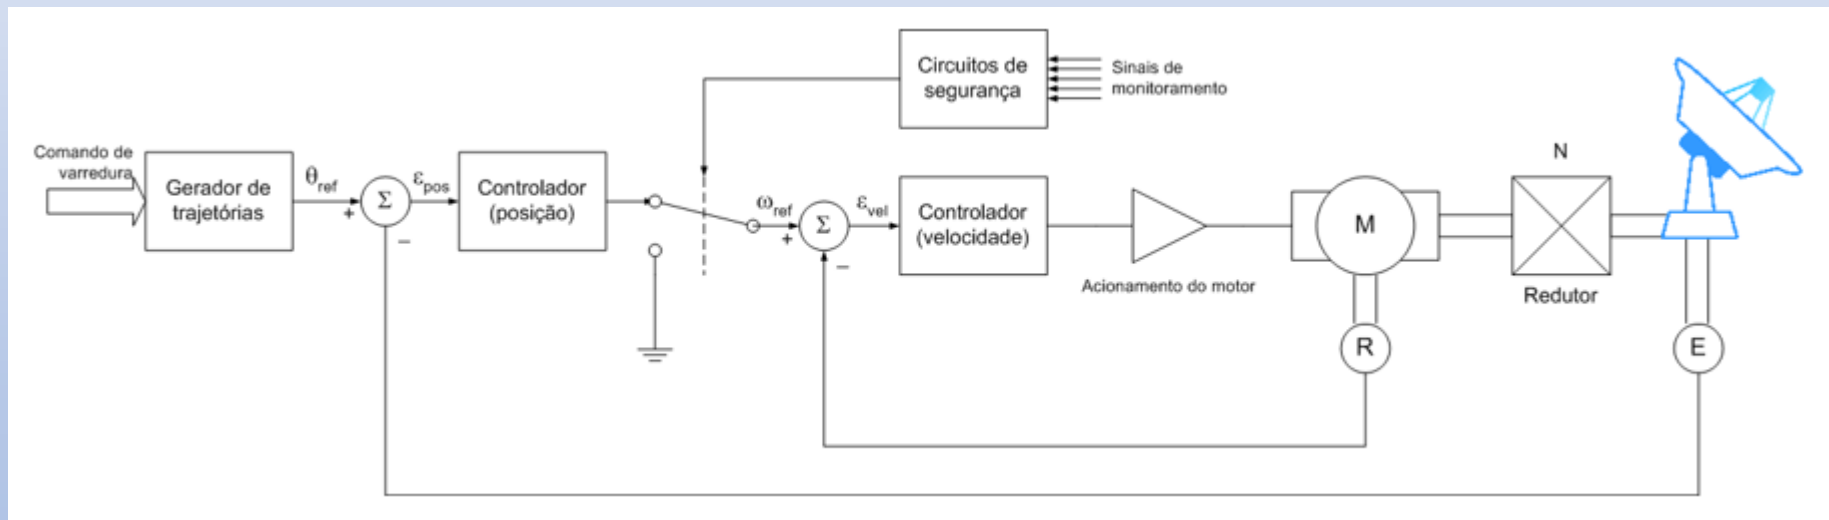 Circuitos de
segurança
Sinais de
monitoramento
Comando de
varredura
Gerador de
trajetórias
θref
+
Σ
−
εpos
Controlador
(posição)
ωref
+
Σ
−
εvel
Controlador
(velocidade)
Acionamento do motor
M
R
N
Redutor
E